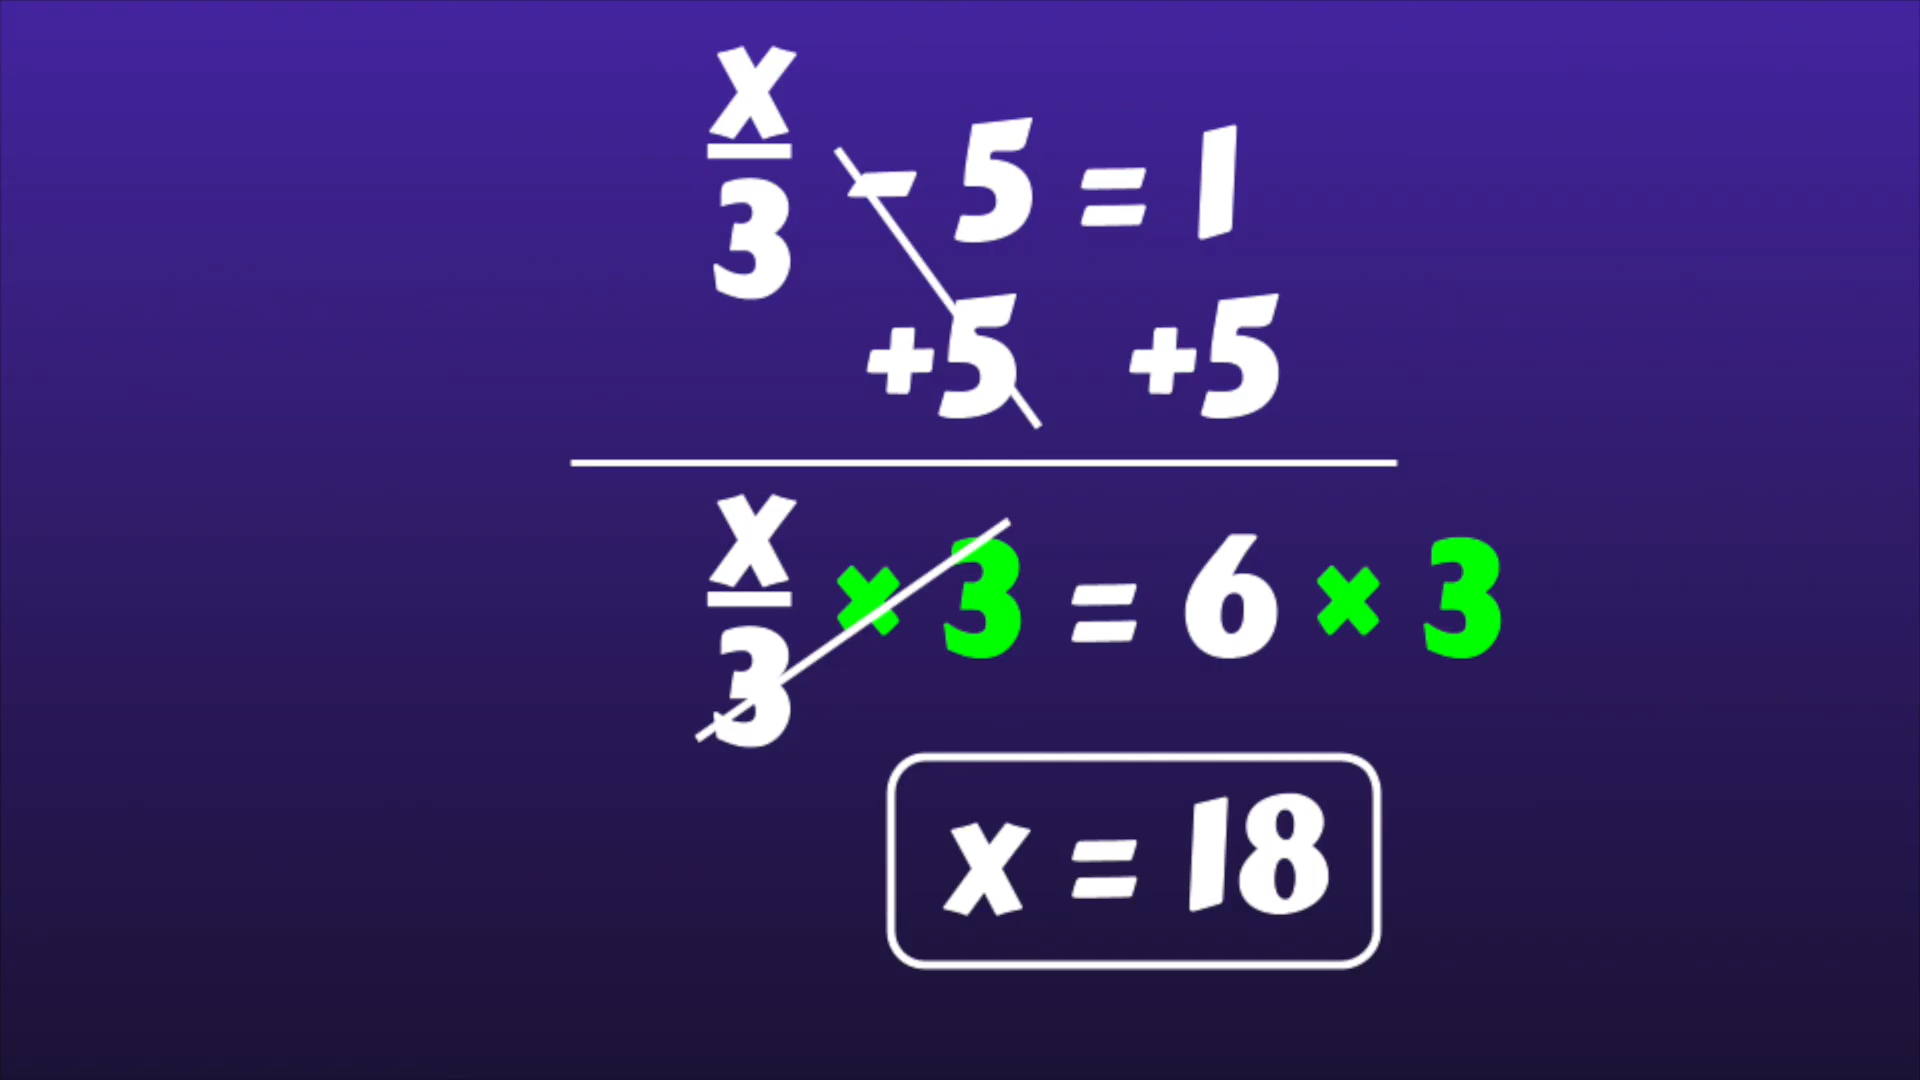 x/3 - 5 = 1
+5 +5
x/3 × 3 = 6 × 3
x = 18